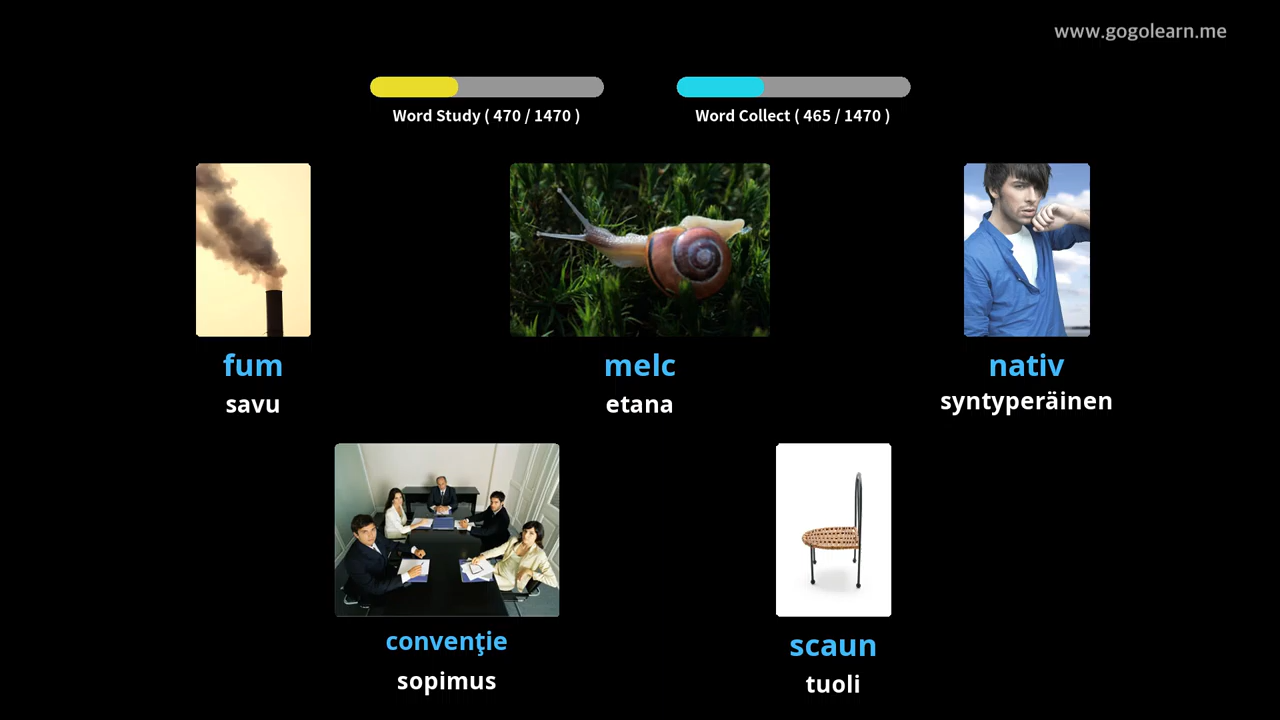 www.gogolearn.me
Word Study ( 470 / 1470 )
Word Collect ( 465 / 1470 )
fum
melc
nativ
savu
etana
syntyperäinen
convenţie
scaun
sopimus
tuoli